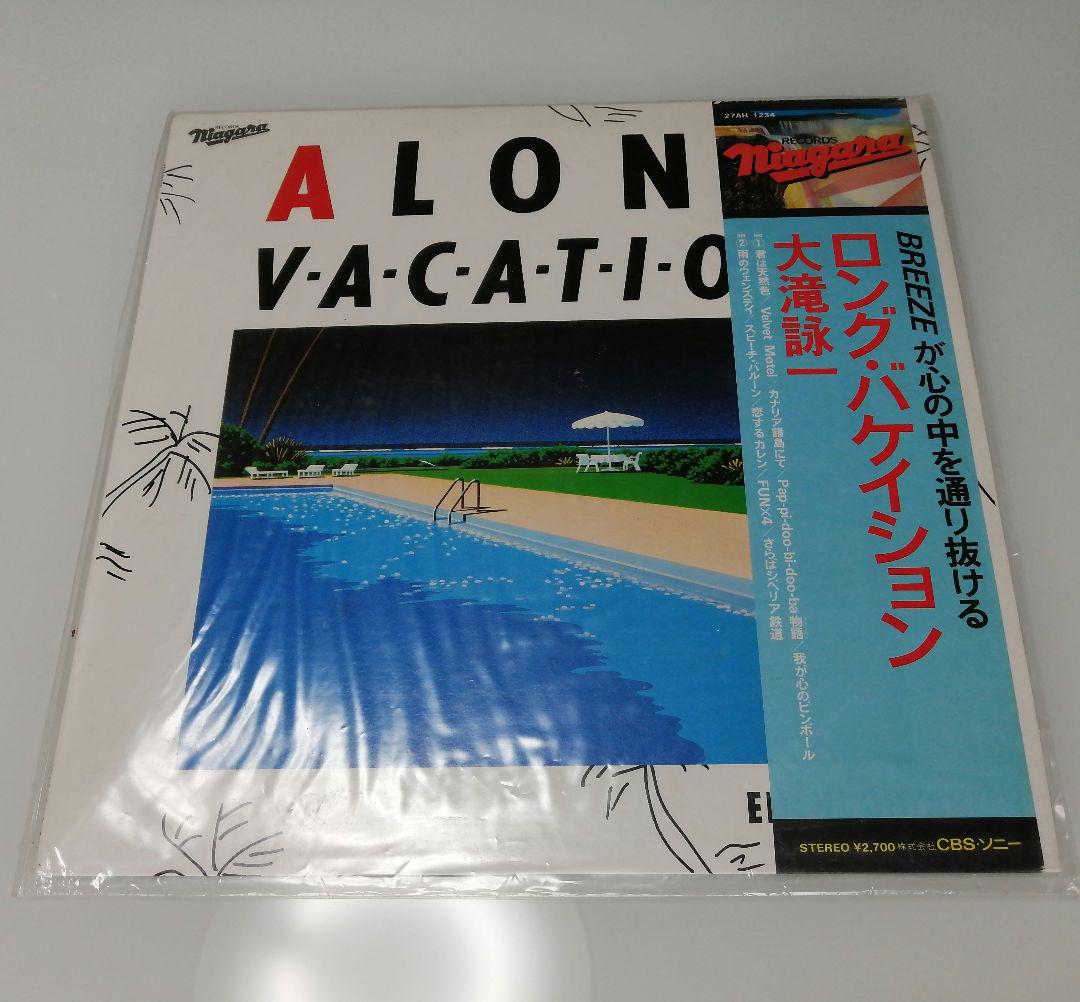 RECORDS
Niagara
A LON
V-A-C-A-T-I-O
27AH 1234
RECORDS
Niagara
BREEZEが心の中を通り抜ける
ロング・バケイション
大滝詠一
① 君は天然色/Velvet Motel カナリア諸島にて/Pap-pi-doo-bi-doo-ba物語/我が心のピンボール
② 雨のウェンズデイ/スピーチ・バルーン/恋するカレン/FUN×4 さらばシベリア鉄道
STEREO ¥2,700 株式会社 CBS・ソニー